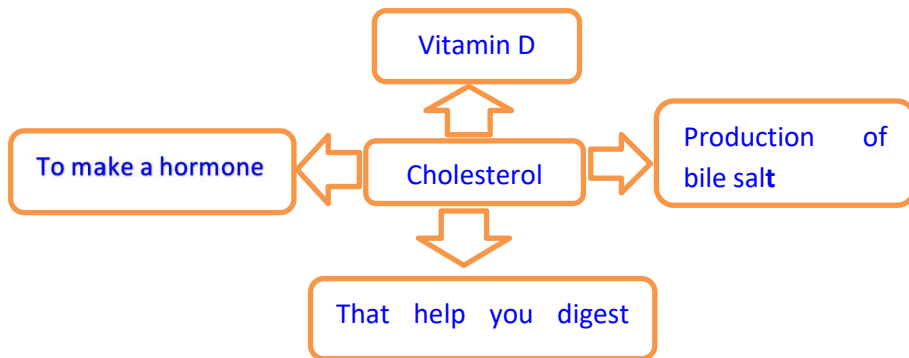 Vitamin D
To make a hormone
Cholesterol
Production of
bile salt
That help you digest